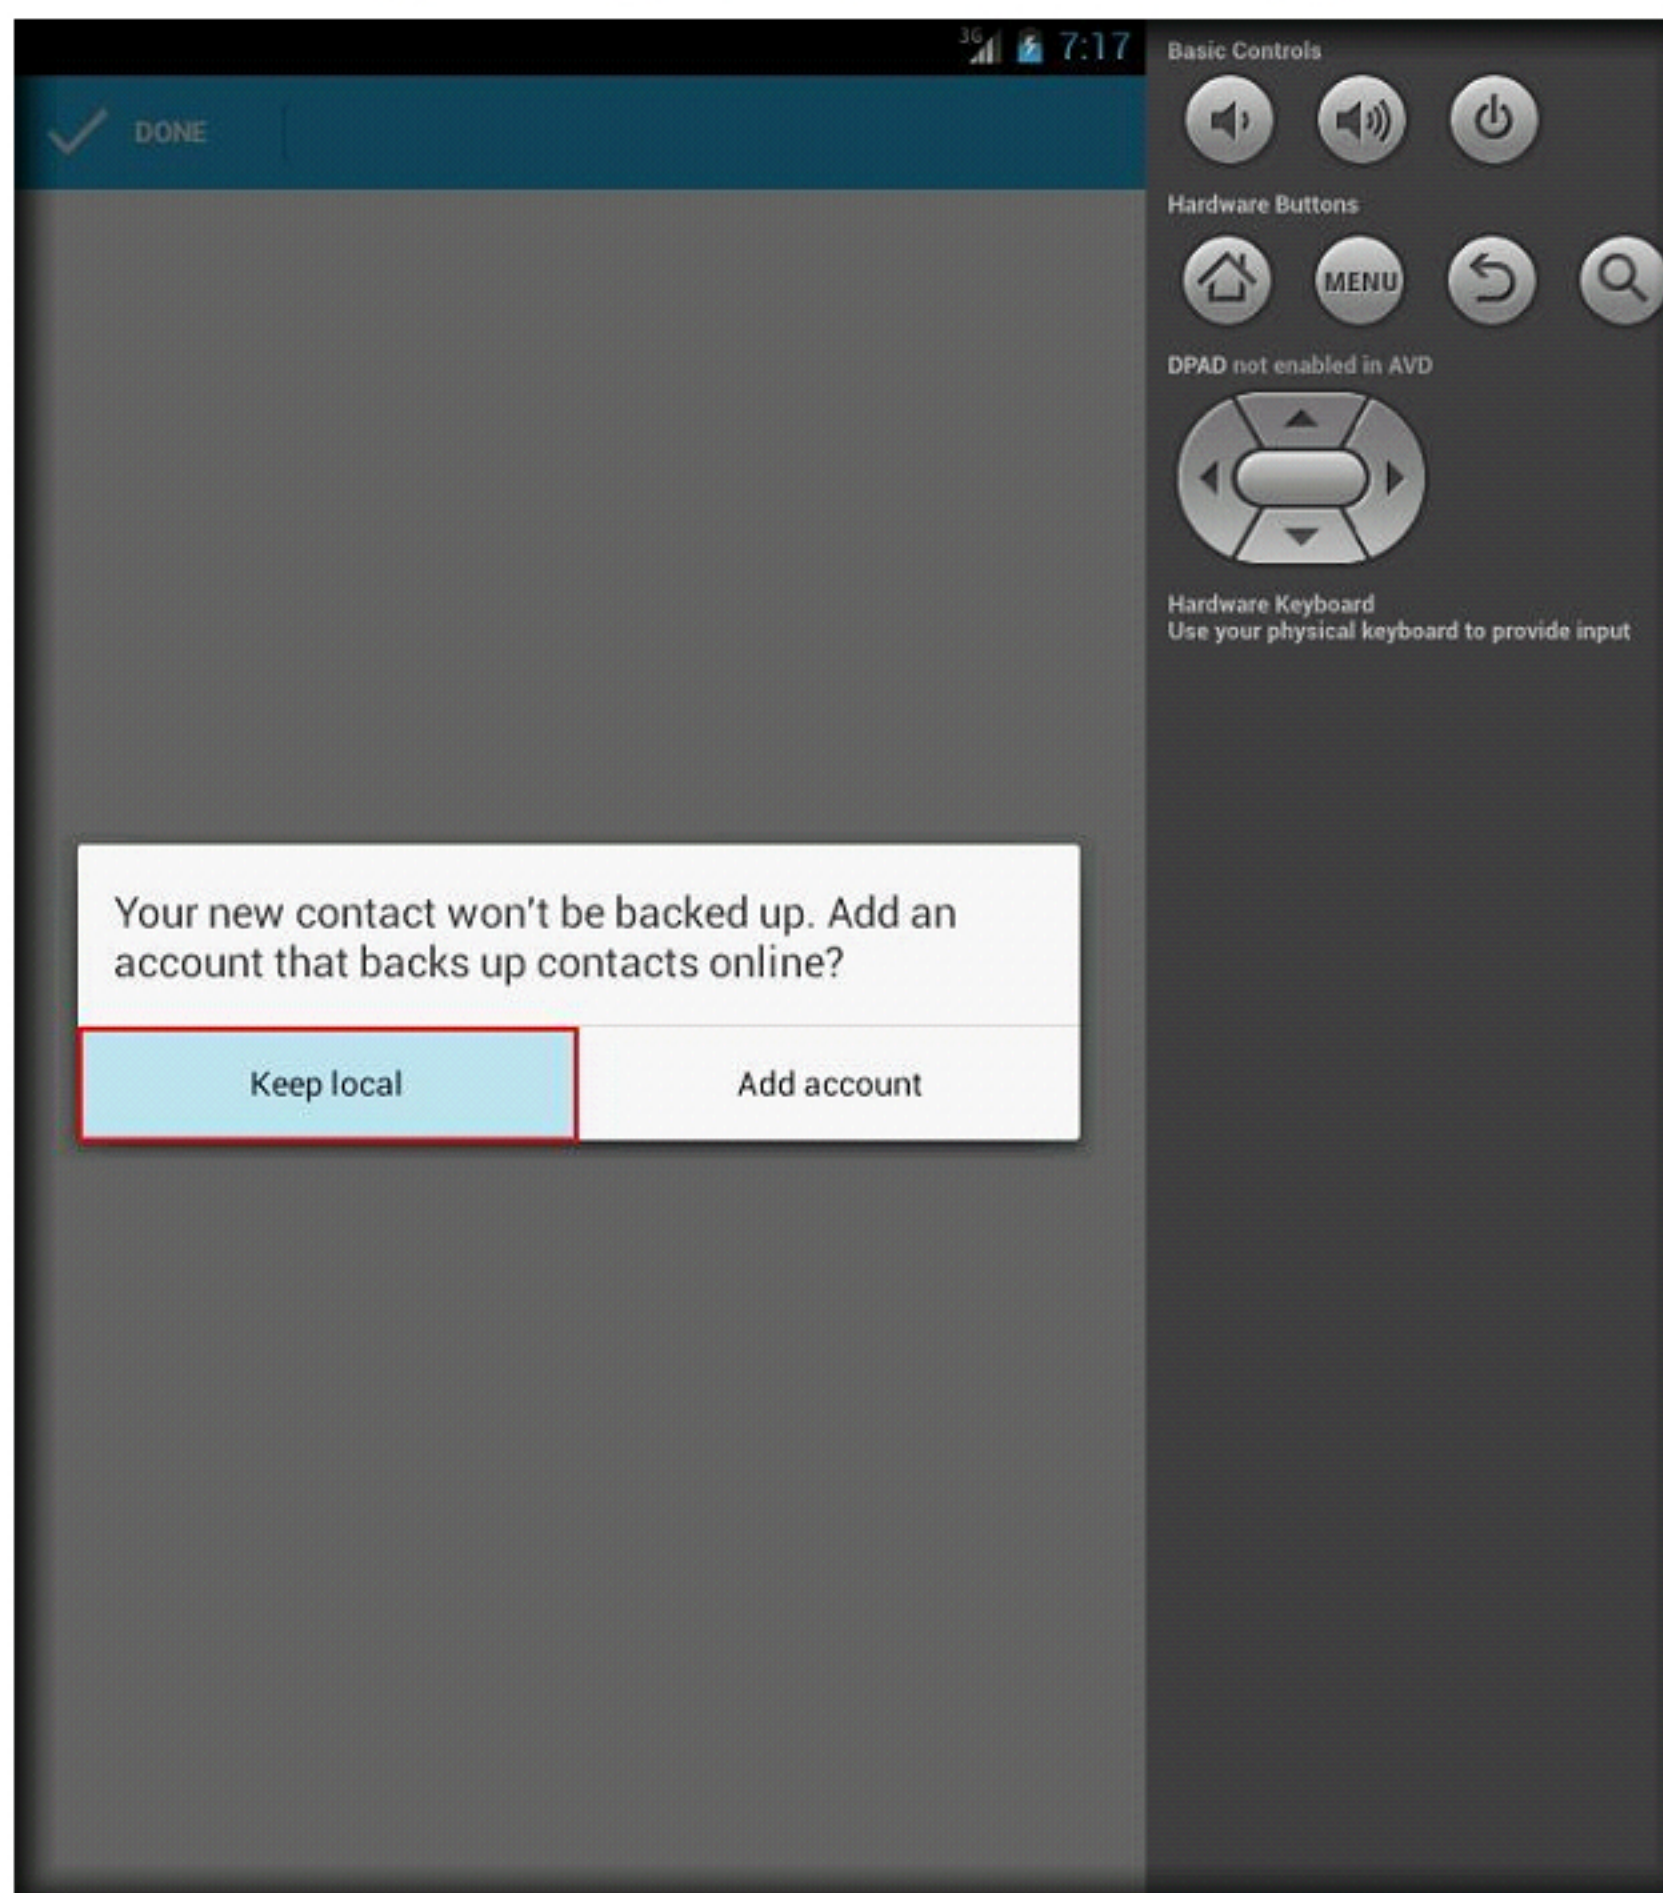 3G 7:17
DONE
Your new contact won't be backed up. Add an
account that backs up contacts online?
Keep local
Add account
Basic Controls
Hardware Buttons
MENU
DPAD not enabled in AVD
Hardware Keyboard
Use your physical keyboard to provide input